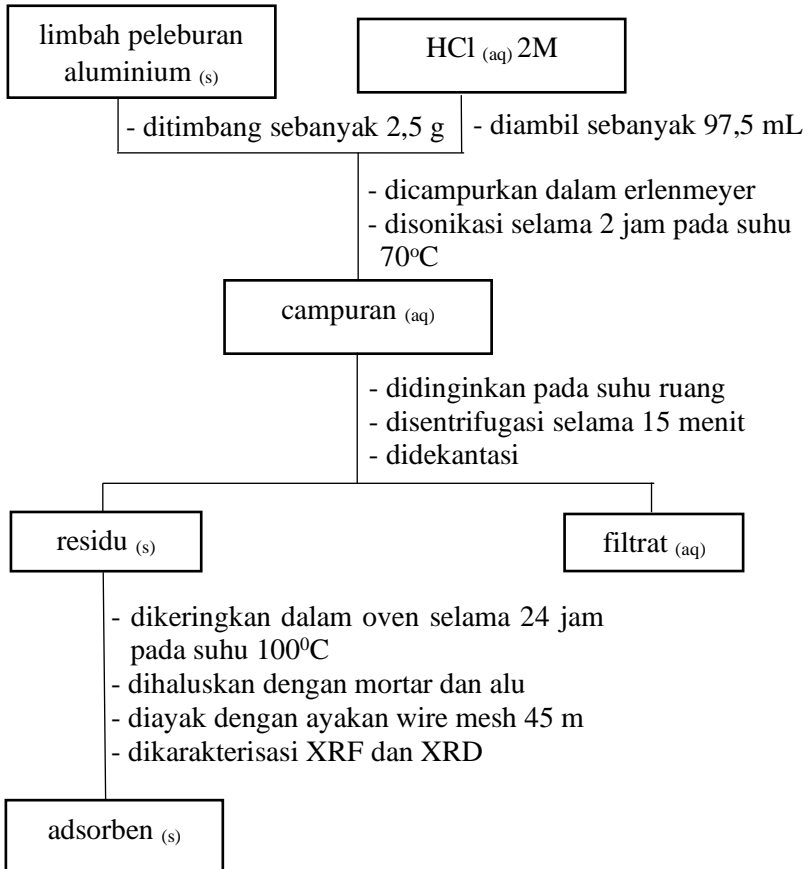 limbah peleburan
aluminium (s)
HCl (aq) 2M
- ditimbang sebanyak 2,5 g
- diambil sebanyak 97,5 mL
- dicampurkan dalam erlenmeyer
- disonikasi selama 2 jam pada suhu
70°C
campuran (aq)
- didinginkan pada suhu ruang
- disentrifugasi selama 15 menit
- didekantasi
residu (s)
filtrat (aq)
- dikeringkan dalam oven selama 24 jam
pada suhu 100⁰C
- dihaluskan dengan mortar dan alu
- diayak dengan ayakan wire mesh 45 m
- dikarakterisasi XRF dan XRD
adsorben (s)